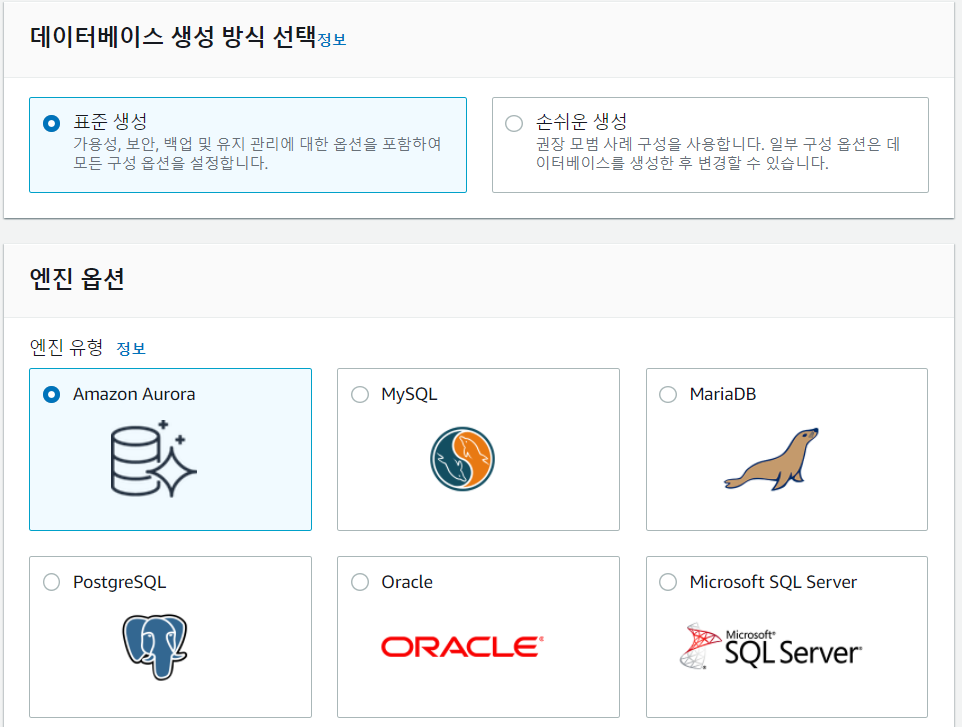 데이터베이스 생성 방식 선택정보
표준 생성
가용성, 보안, 백업 및 유지 관리에 대한 옵션을 포함하여
모든 구성 옵션을 설정합니다.
손쉬운 생성
권장 모범 사례 구성을 사용합니다. 일부 구성 옵션은 데
이터베이스를 생성한 후 변경할 수 있습니다.
엔진 옵션
엔진 유형 정보
Amazon Aurora
MySQL
MariaDB
PostgreSQL
Oracle
ORACLE®
Microsoft SQL Server
Microsoft®
SQL Server®